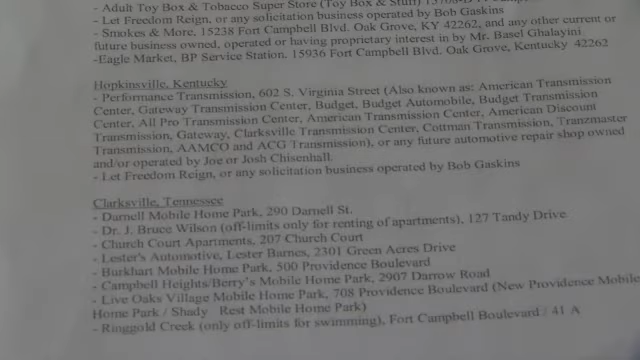 - Adult Toy Box & Tobacco Super Store (Toy Box & Stuff)
- Let Freedom Reign, or any solicitation business operated by Bob Gaskins
- Smokes & More, 15238 Fort Campbell Blvd. Oak Grove, KY 42262, and any other current or
future business owned, operated or having proprietary interest in by Mr. Basel Ghalayini
-Eagle Market, BP Service Station. 15936 Fort Campbell Blvd. Oak Grove, Kentucky 42262
Hopkinsville, Kentucky
- Performance Transmission, 602 S. Virginia Street (Also known as: American Transmission
Center, Gateway Transmission Center, Budget, Budget Automobile, Budget Transmission
Center, All Pro Transmission Center, American Transmission Center, American Discount
Transmission, Gateway, Clarksville Transmission Center, Cottman Transmission, Tranzmaster
Transmission, AAMCO and ACG Transmission), or any future automotive repair shop owned
and/or operated by Joe or Josh Chisenhall.
- Let Freedom Reign, or any solicitation business operated by Bob Gaskins
Clarksville, Tennessee
- Darnell Mobile Home Park, 290 Darnell St.
- Dr. J. Bruce Wilson (off-limits only for renting of apartments), 127 Tandy Drive
- Church Court Apartments, 207 Church Court
- Lester's Automotive, Lester Barnes, 2301 Green Acres Drive
- Burkhart Mobile Home Park, 500 Providence Boulevard
- Campbell Heights/Berry's Mobile Home Park, 2907 Darrow Road
- Live Oaks Village Mobile Home Park, 708 Providence Boulevard (New Providence Mobile
Home Park / Shady Rest Mobile Home Park)
- Ringgold Creek (only off-limits for swimming), Fort Campbell Boulevard / 41 A